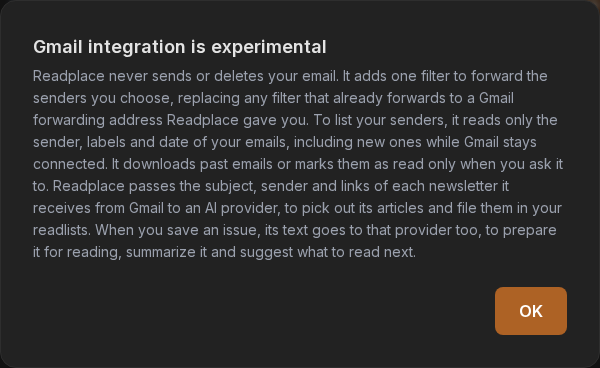 Gmail integration is experimental
Readplace never sends or deletes your email. It adds one filter to forward the
senders you choose, replacing any filter that already forwards to a Gmail
forwarding address Readplace gave you. To list your senders, it reads only the
sender, labels and date of your emails, including new ones while Gmail stays
connected. It downloads past emails or marks them as read only when you ask it
to. Readplace passes the subject, sender and links of each newsletter it
receives from Gmail to an AI provider, to pick out its articles and file them in your
readlists. When you save an issue, its text goes to that provider too, to prepare
it for reading, summarize it and suggest what to read next.
OK